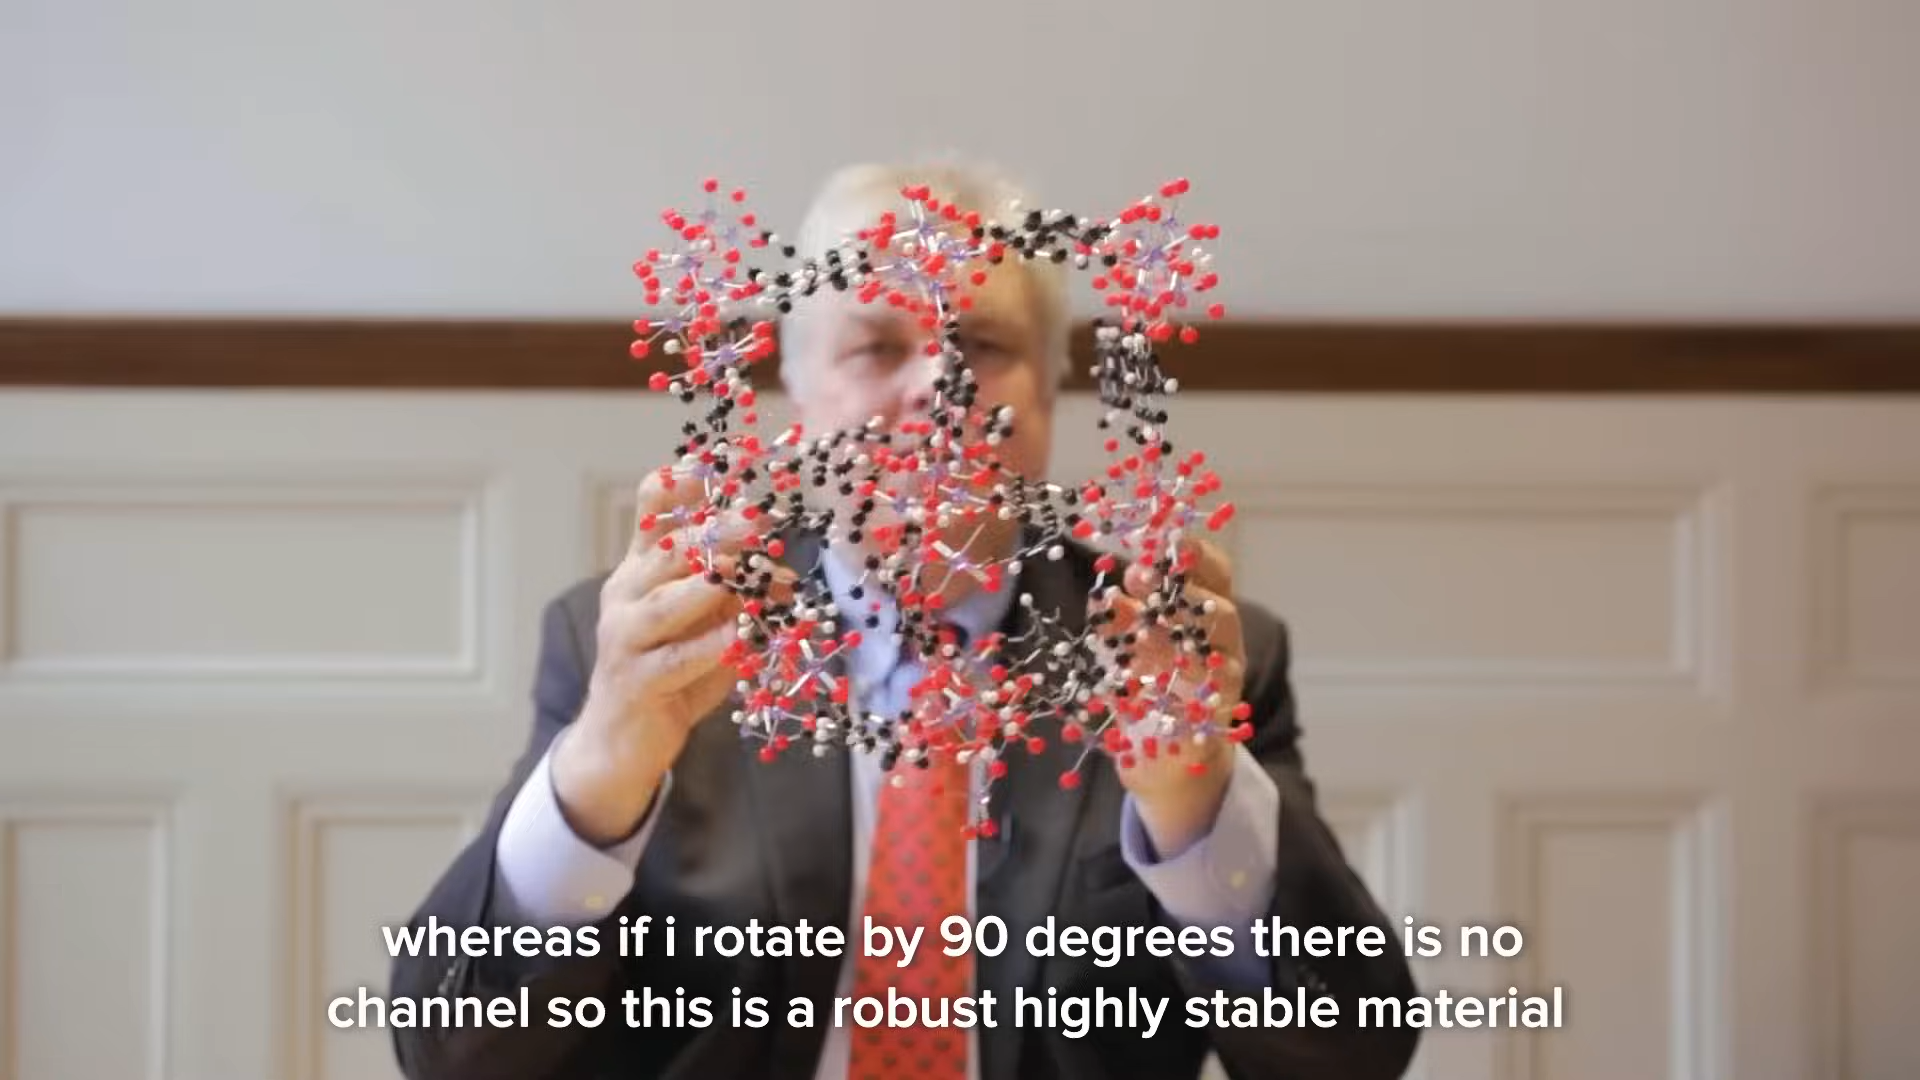 whereas if i rotate by 90 degrees there is no
channel so this is a robust highly stable material